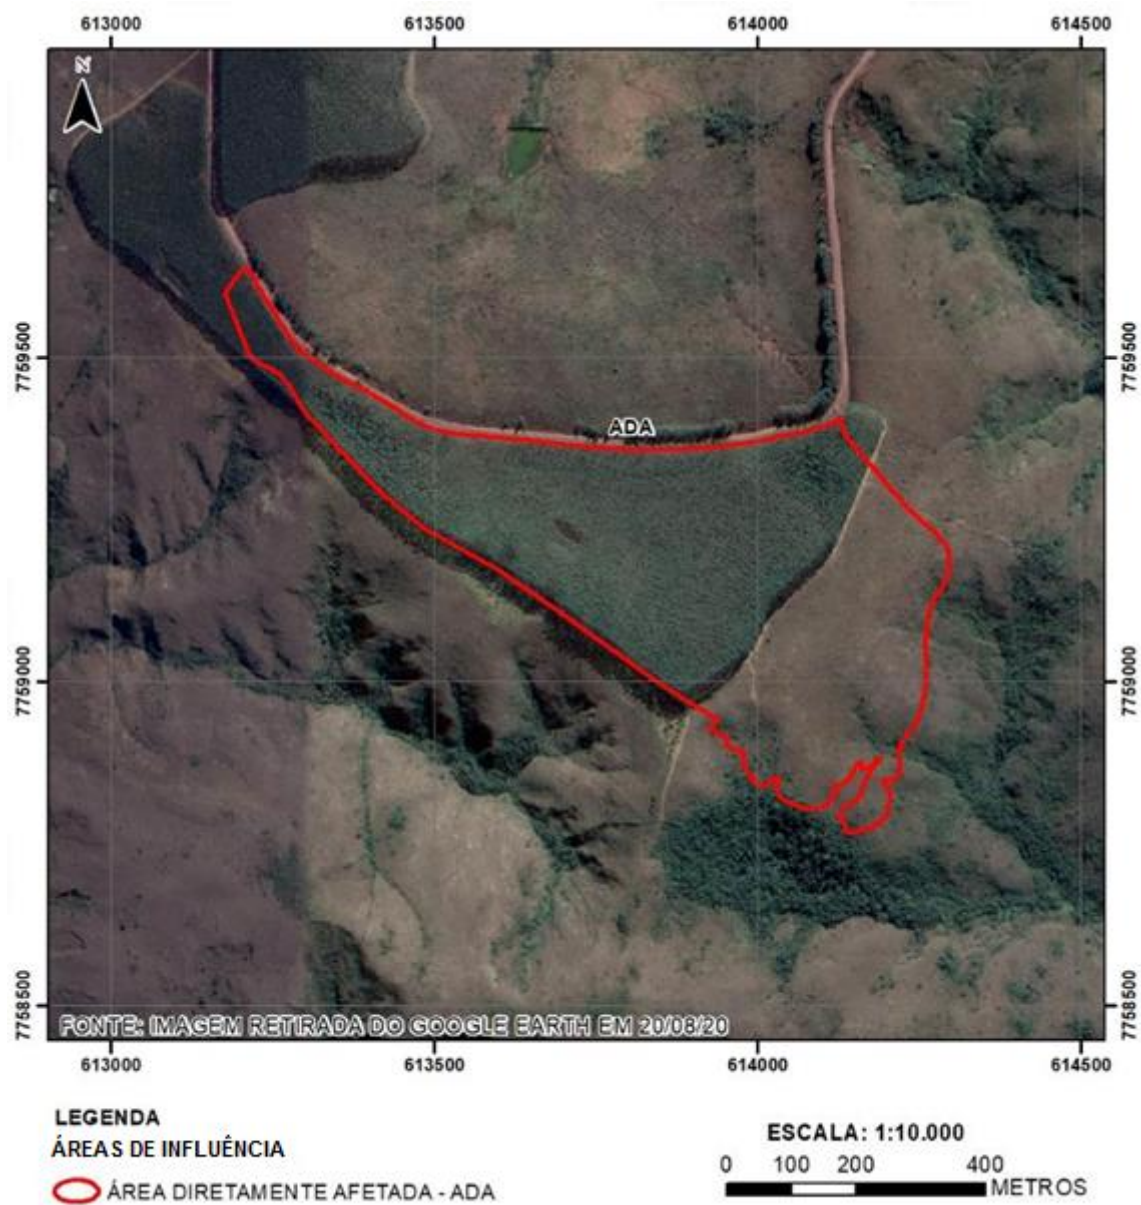 613000 613500 614000 614500
N
7759500 7759500
ADA
7759000 7759000
7758500 7758500
FONTE: IMAGEM RETIRADA DO GOOGLE EARTH EM 20/08/20
613000 613500 614000 614500
LEGENDA
ÁREAS DE INFLUÊNCIA
ÁREA DIRETAMENTE AFETADA - ADA
ESCALA: 1:10.000
0 100 200 400
METROS